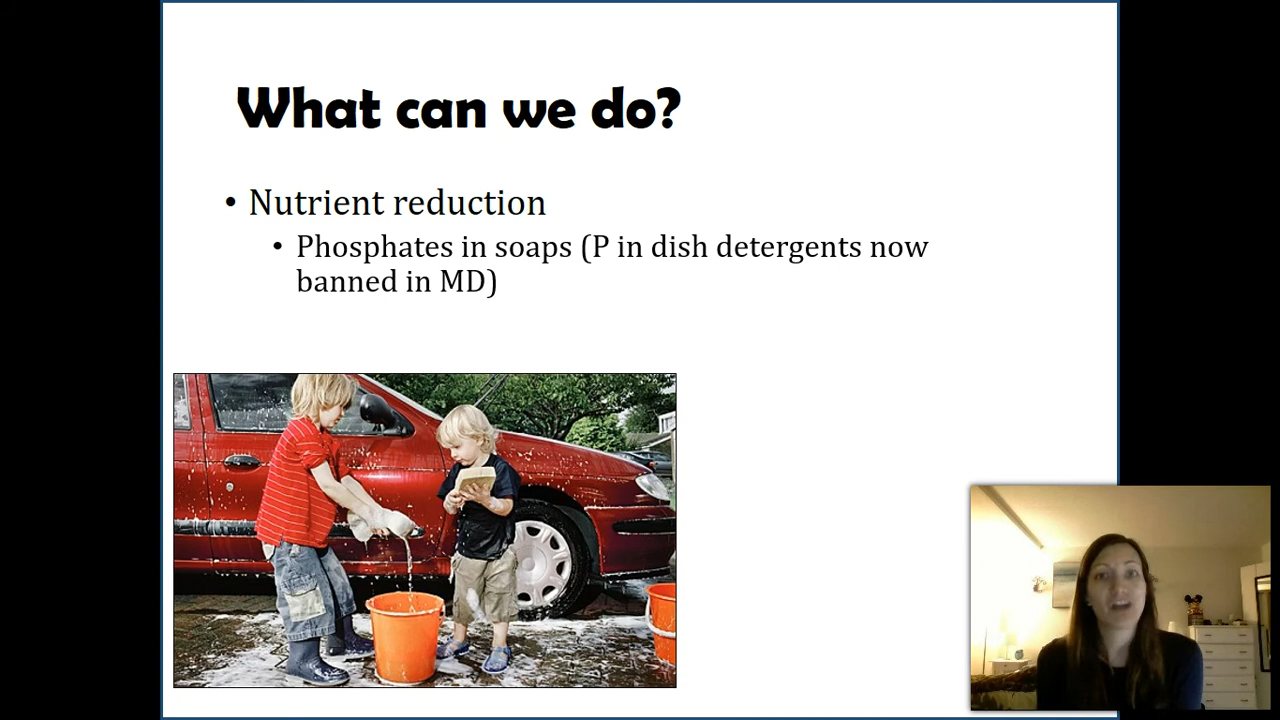 What can we do?
• Nutrient reduction
• Phosphates in soaps (P in dish detergents now
banned in MD)